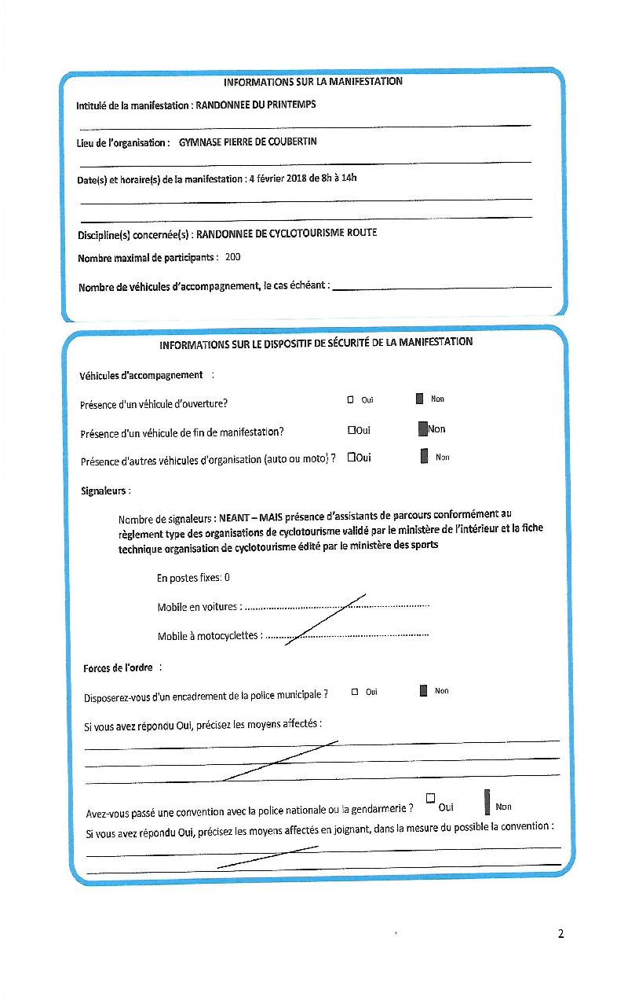 INFORMATIONS SUR LA MANIFESTATION
Intitulé de la manifestation : RANDONNEE DU PRINTEMPS
Lieu de l'organisation : GYMNASE PIERRE DE COUBERTIN
Date(s) et horaire(s) de la manifestation : 4 février 2018 de 8h à 14h
Discipline(s) concernée(s) : RANDONNEE DE CYCLOTOURISME ROUTE
Nombre maximal de participants : 200
Nombre de véhicules d'accompagnement, le cas échéant :
INFORMATIONS SUR LE DISPOSITIF DE SÉCURITÉ DE LA MANIFESTATION
Véhicules d'accompagnement :
Présence d'un véhicule d'ouverture? ☐ Oui ■ Non
Présence d'un véhicule de fin de manifestation? ☐Oui ■Non
Présence d'autres véhicules d'organisation (auto ou moto) ? ☐Oui ■ Non
Signaleurs :
Nombre de signaleurs : NEANT – MAIS présence d'assistants de parcours conformément au
règlement type des organisations de cyclotourisme validé par le ministère de l'intérieur et la fiche
technique organisation de cyclotourisme édité par le ministère des sports
En postes fixes: 0
Mobile en voitures : ..............................
Mobile à motocyclettes : ..............................
Forces de l'ordre :
Disposerez-vous d'un encadrement de la police municipale ? ☐ Oui ■ Non
Si vous avez répondu Oui, précisez les moyens affectés :
Avez-vous passé une convention avec la police nationale ou la gendarmerie ? ☐ Oui ■ Non
Si vous avez répondu Oui, précisez les moyens affectés en joignant, dans la mesure du possible la convention :
2